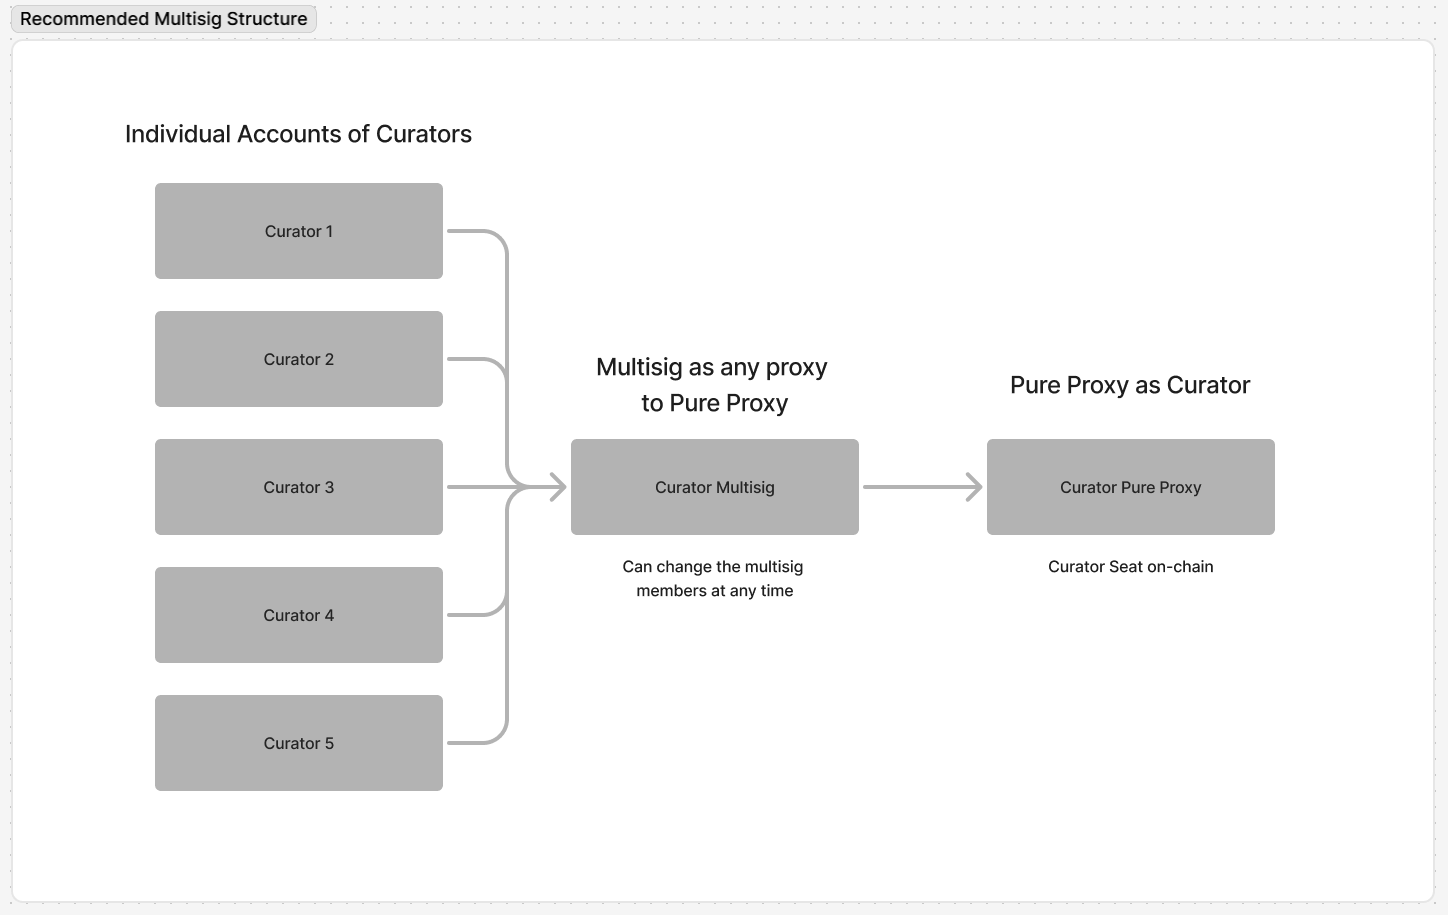 Recommended Multisig Structure
Individual Accounts of Curators
Curator 1
Curator 2
Curator 3
Curator 4
Curator 5
Multisig as any proxy
to Pure Proxy
Curator Multisig
Can change the multisig
members at any time
Pure Proxy as Curator
Curator Pure Proxy
Curator Seat on-chain